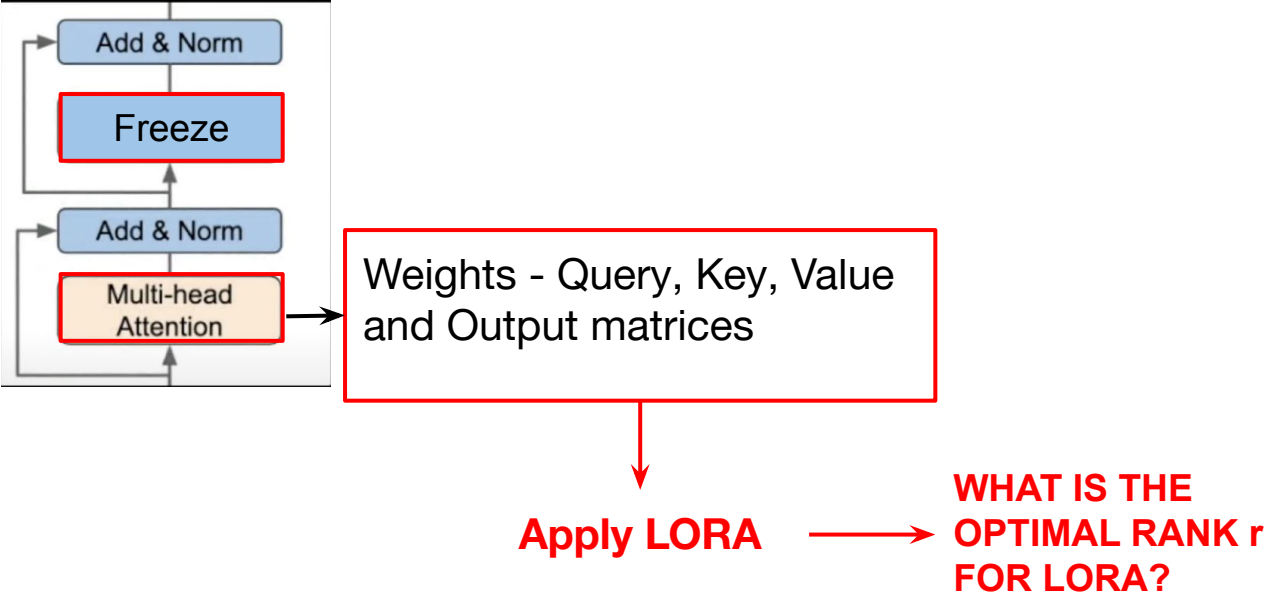 Add & Norm
Freeze
Add & Norm
Multi-head
Attention
Weights - Query, Key, Value
and Output matrices
Apply LORA
WHAT IS THE
OPTIMAL RANK r
FOR LORA?